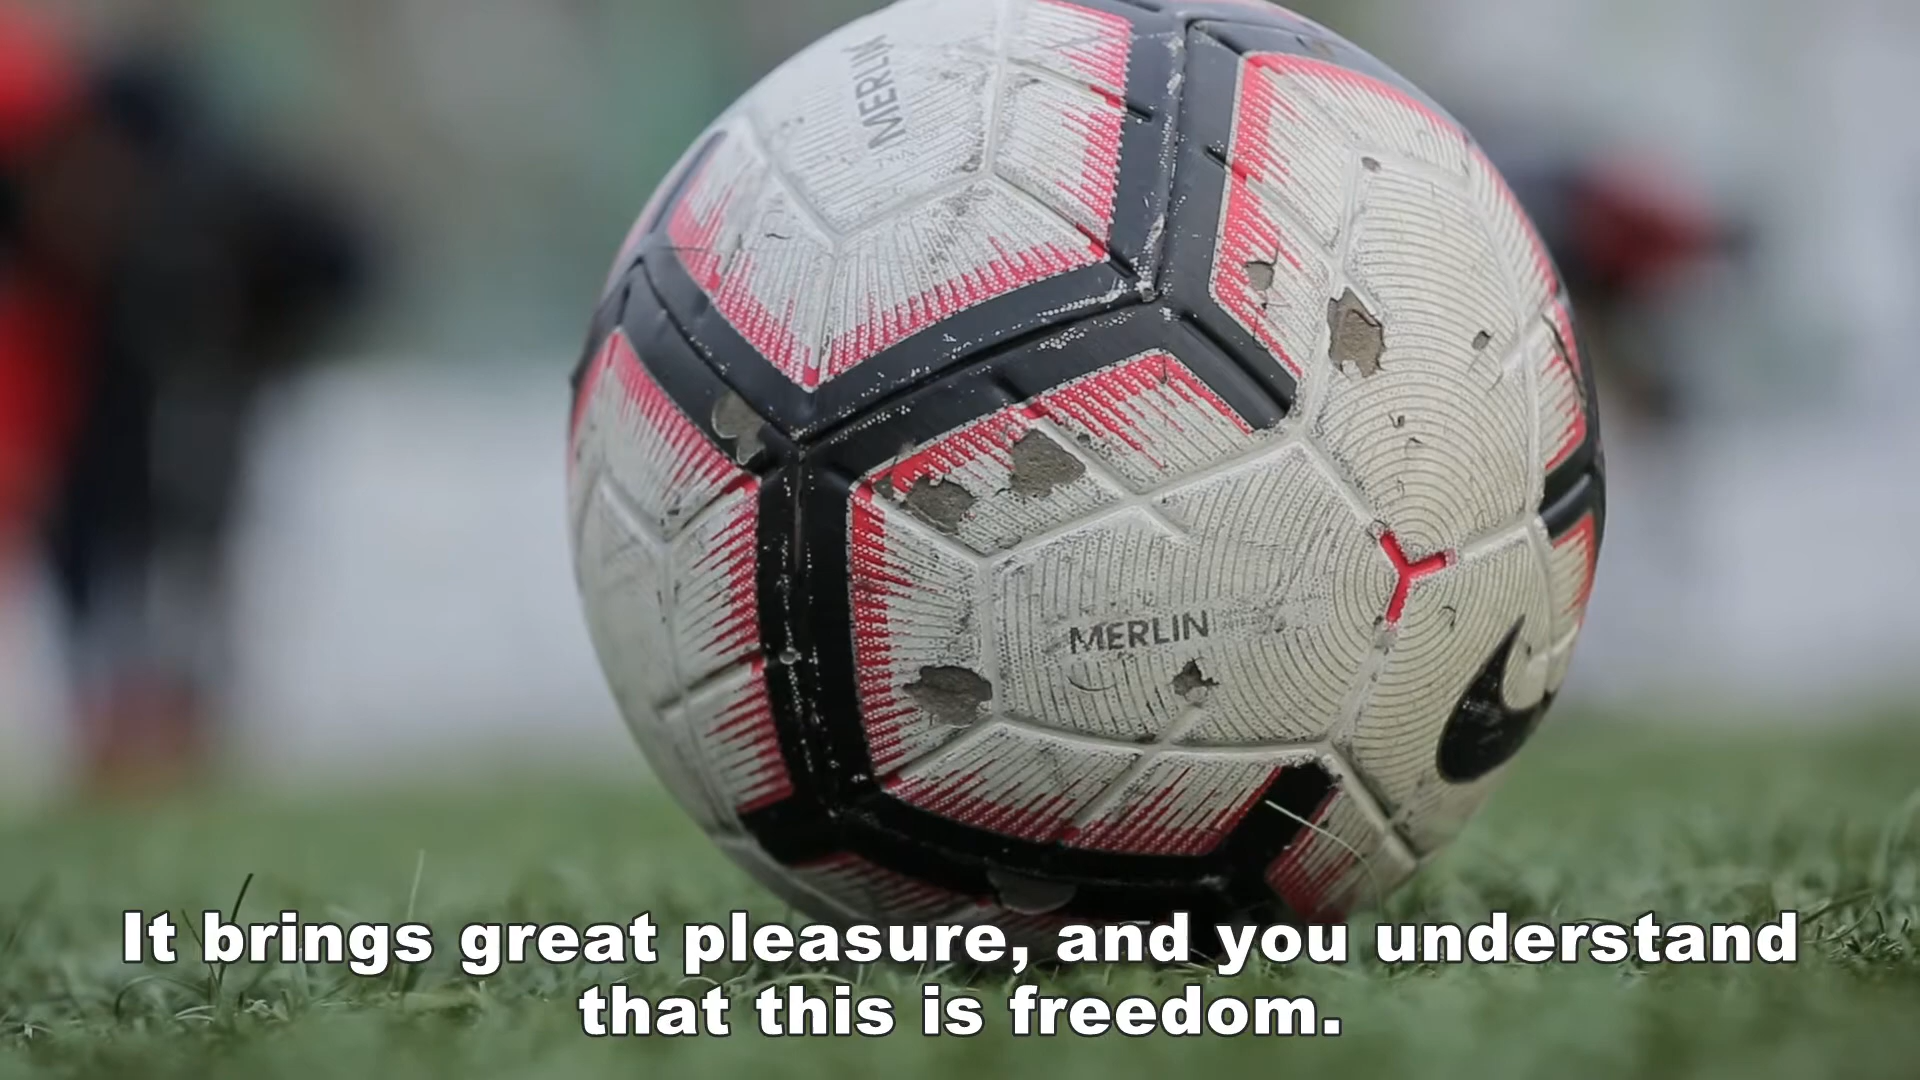 MERLIN
MERLIN
It brings great pleasure, and you understand
that this is freedom.